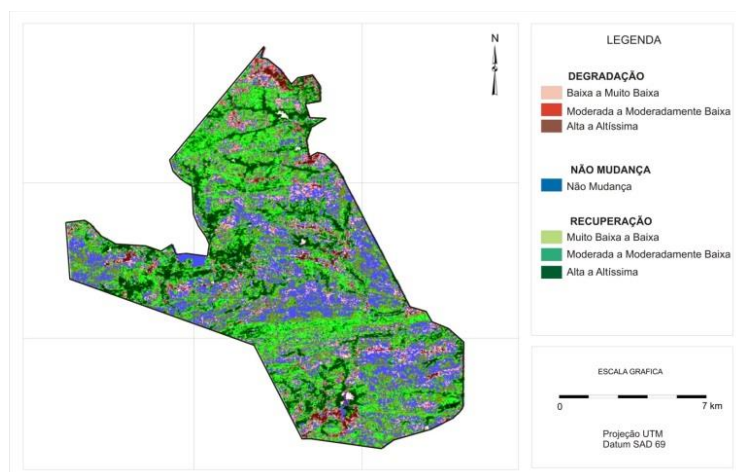 N
LEGENDA
DEGRADAÇÃO
Baixa a Muito Baixa
Moderada a Moderadamente Baixa
Alta a Altíssima
NÃO MUDANÇA
Não Mudança
RECUPERAÇÃO
Muito Baixa a Baixa
Moderada a Moderadamente Baixa
Alta a Altíssima
ESCALA GRAFICA
0 7 km
Projeção UTM
Datum SAD 69